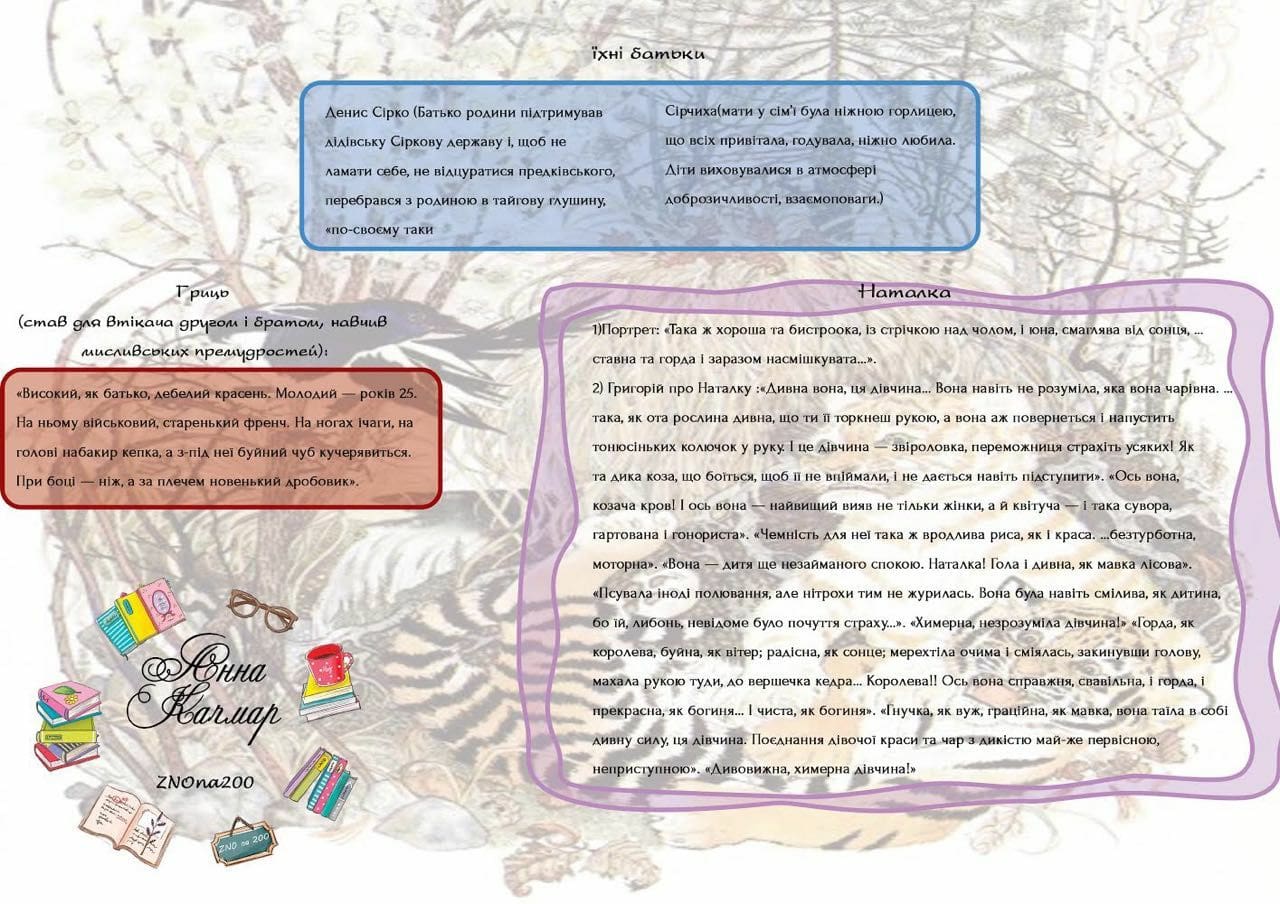 їхні батьки
Денис Сірко (Батько родини підтримував
дідівську Сіркову державу і, щоб не
ламати себе, не відцуратися предківського,
перебрався з родиною в тайгову глушину,
«по-своєму таки
Сірчиха(мати у сім'ї була ніжною горлицею,
що всіх привітала, годувала, ніжно любила.
Діти виховувалися в атмосфері
доброзичливості, взаємоповаги.)
Гриць
(став для втікача другом і братом, навчив
мисливських премудростей):
«Високий, як батько, дебелий красень. Молодий — років 25.
На ньому військовий, старенький френч. На ногах ічаги, на
голові набакир кепка, а з-під неї буйний чуб кучерявиться.
При боці — ніж, а за плечем новенький дробовик».
Наталка
1)Портрет: «Така ж хороша та бистроока, із стрічкою над чолом, і юна, смаглява від сонця, ...
ставна та горда і заразом насмішкувата...».
2) Григорій про Наталку :«Дивна вона, ця дівчина... Вона навіть не розуміла, яка вона чарівна. ...
така, як ота рослина дивна, що ти її торкнеш рукою, а вона аж повернеться і напустить
тонюсіньких колючок у руку. І це дівчина — звіроловка, переможниця страхіть усяких! Як
та дика коза, що боїться, щоб її не впіймали, і не дається навіть підступити». «Ось вона,
козача кров! І ось вона — найвищий вияв не тільки жінки, а й квітуча — і така сувора,
гартована і гонориста». «Чемність для неї така ж вродлива риса, як і краса. ...безтурботна,
моторна». «Вона — дитя ще незайманого спокою. Наталка! Гола і дивна, як мавка лісова».
«Псувала іноді полювання, але нітрохи тим не журилась. Вона була навіть смілива, як дитина,
бо їй, либонь, невідоме було почуття страху...». «Химерна, незрозуміла дівчина!» «Горда, як
королева, буйна, як вітер; радісна, як сонце; мерехтіла очима і сміялась, закинувши голову,
махала рукою туди, до вершечка кедра... Королева!! Ось вона справжня, свавільна, і горда, і
прекрасна, як богиня... І чиста, як богиня». «Гнучка, як вуж, граційна, як мавка, вона таїла в собі
дивну силу, ця дівчина. Поєднання дівочої краси та чар з дикістю май-же первісною,
неприступною». «Дивовижна, химерна дівчина!»
Анна
Качмар
ZNOna200
ZNO na 200